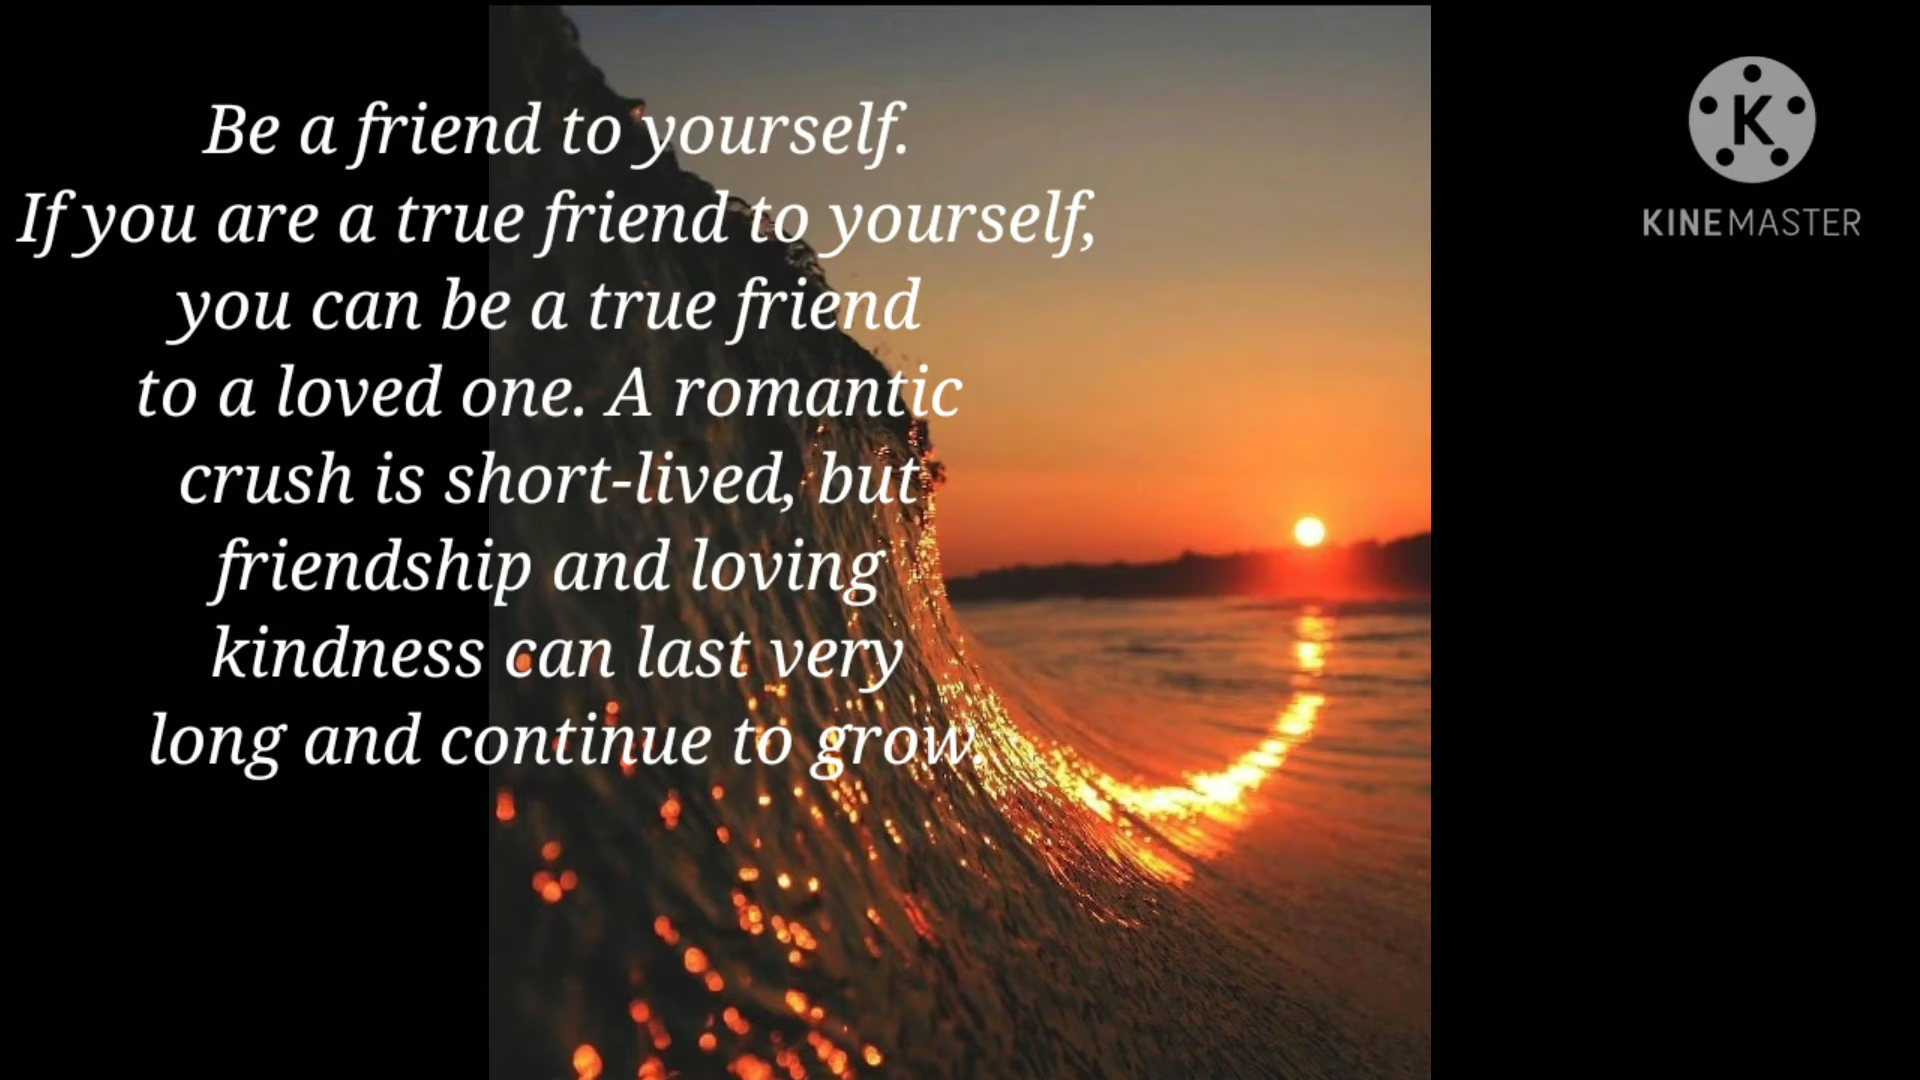 Be a friend to yourself.
If you are a true friend to yourself,
you can be a true friend
to a loved one. A romantic
crush is short-lived, but
friendship and loving
kindness can last very
long and continue to grow.
K
KINEMASTER